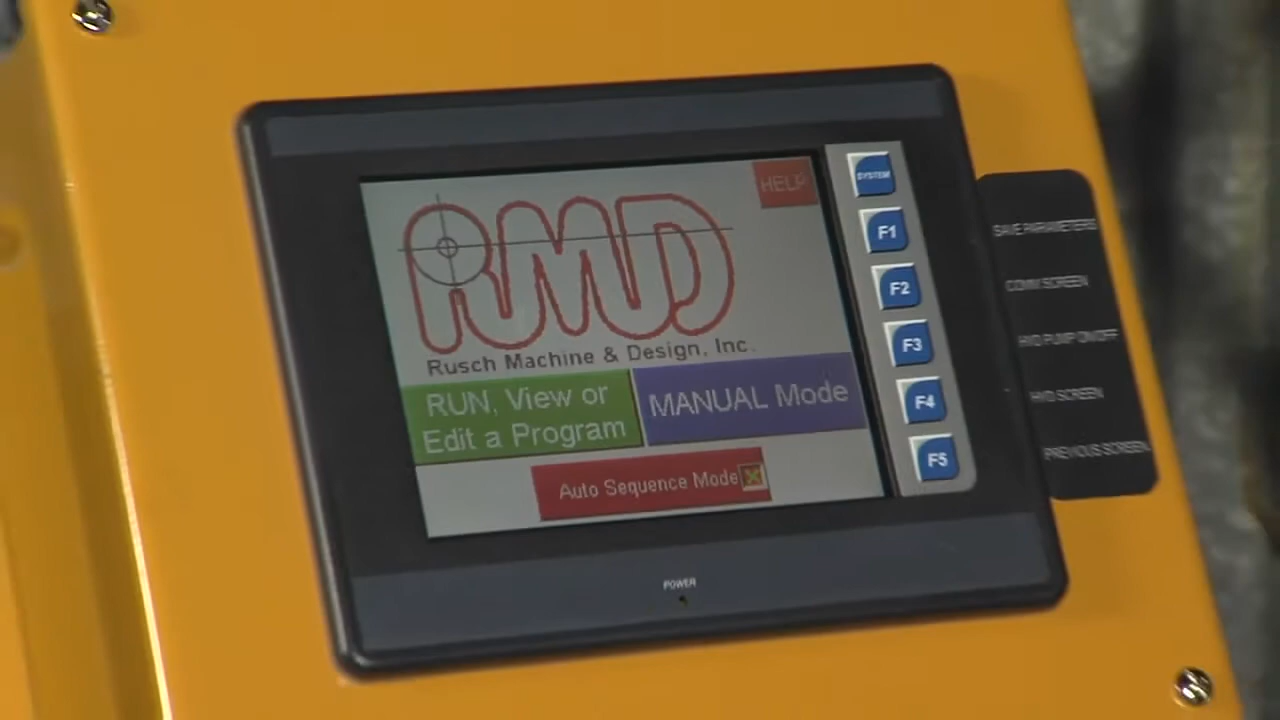 HELP
RMD
Rusch Machine & Design, Inc.
RUN, View or
Edit a Program
MANUAL Mode
Auto Sequence Mode
SYSTEM
F1
F2
F3
F4
F5
SAVE PARAMETERS
COMM SCREEN
HYD PUMP ON/OFF
HYD SCREEN
PREVIOUS SCREEN
POWER